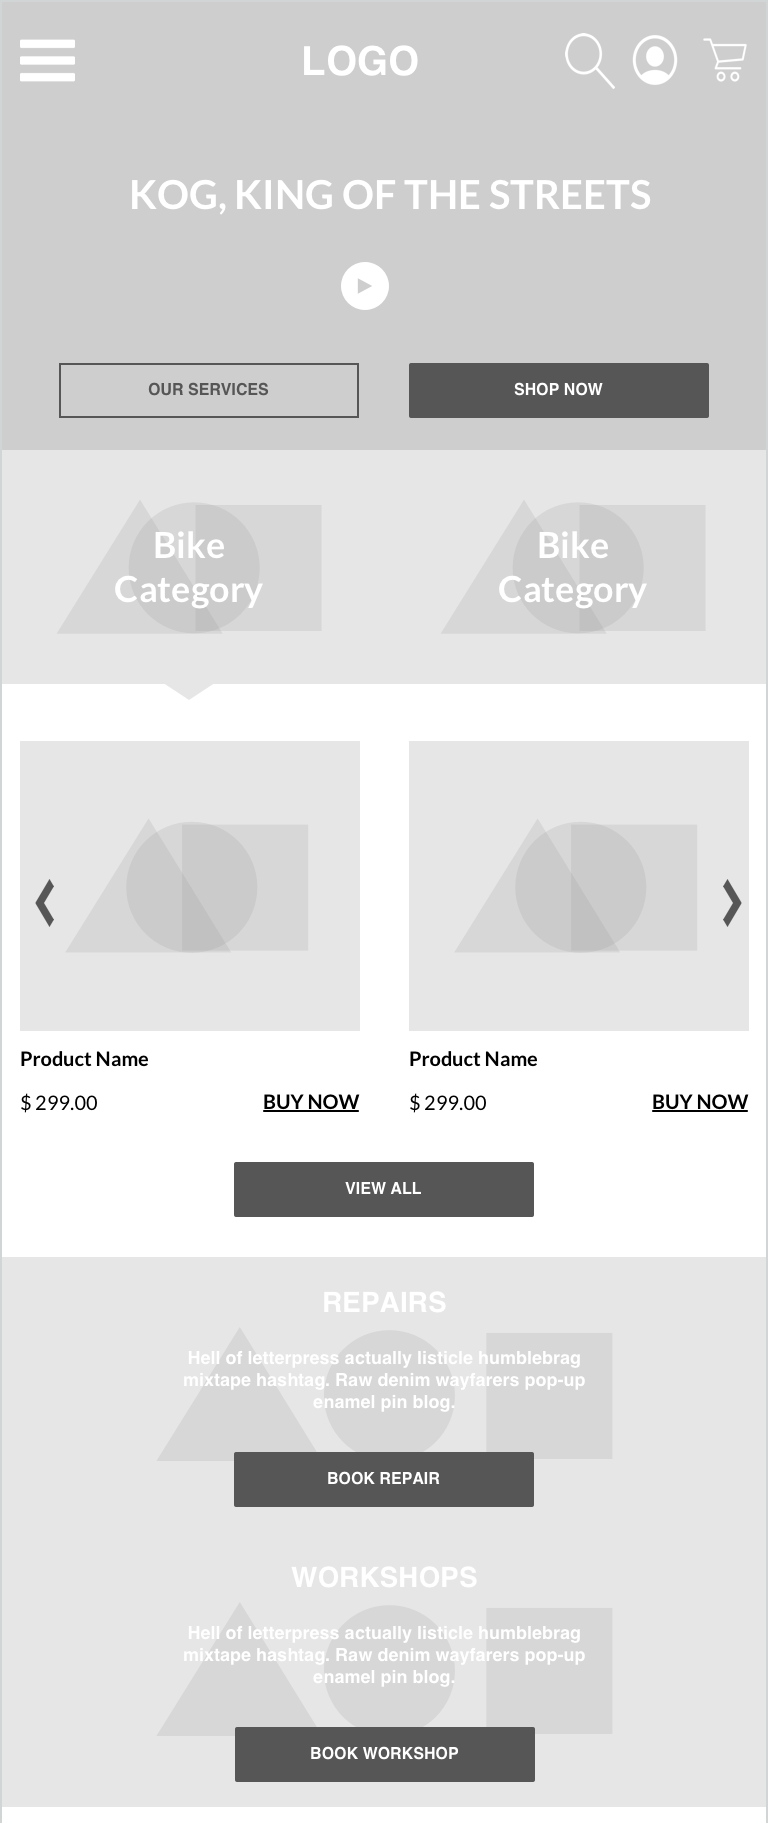 LOGO
KOG, KING OF THE STREETS
OUR SERVICES
SHOP NOW
Bike
Category
Bike
Category
Product Name
$ 299.00
BUY NOW
Product Name
$ 299.00
BUY NOW
VIEW ALL
REPAIRS
Hell of letterpress actually listicle humblebrag
mixtape hashtag. Raw denim wayfarers pop-up
enamel pin blog.
BOOK REPAIR
WORKSHOPS
Hell of letterpress actually listicle humblebrag
mixtape hashtag. Raw denim wayfarers pop-up
enamel pin blog.
BOOK WORKSHOP